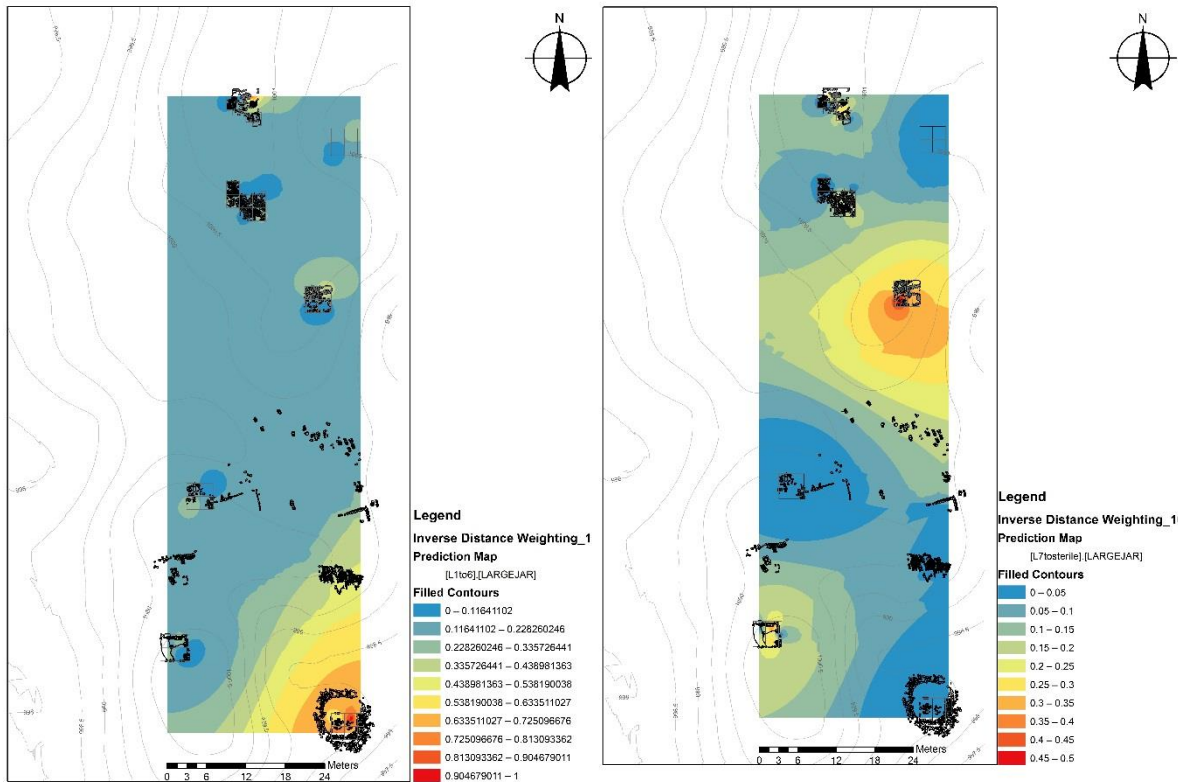 N
Legend
Inverse Distance Weighting_1
Prediction Map
[L1to6].[LARGEJAR]
Filled Contours
0 – 0.11641102
0.11641102 – 0.228260246
0.228260246 – 0.335726441
0.335726441 – 0.438981363
0.438981363 – 0.538190038
0.538190038 – 0.633511027
0.633511027 – 0.725096676
0.725096676 – 0.813093362
0.813093362 – 0.904679011
0.904679011 – 1
Meters
0 3 6 12 18 24
N
Legend
Inverse Distance Weighting_1
Prediction Map
[L7tosterile].[LARGEJAR]
Filled Contours
0 – 0.05
0.05 – 0.1
0.1 – 0.15
0.15 – 0.2
0.2 – 0.25
0.25 – 0.3
0.3 – 0.35
0.35 – 0.4
0.4 – 0.45
0.45 – 0.5
Meters
0 3 6 12 18 24